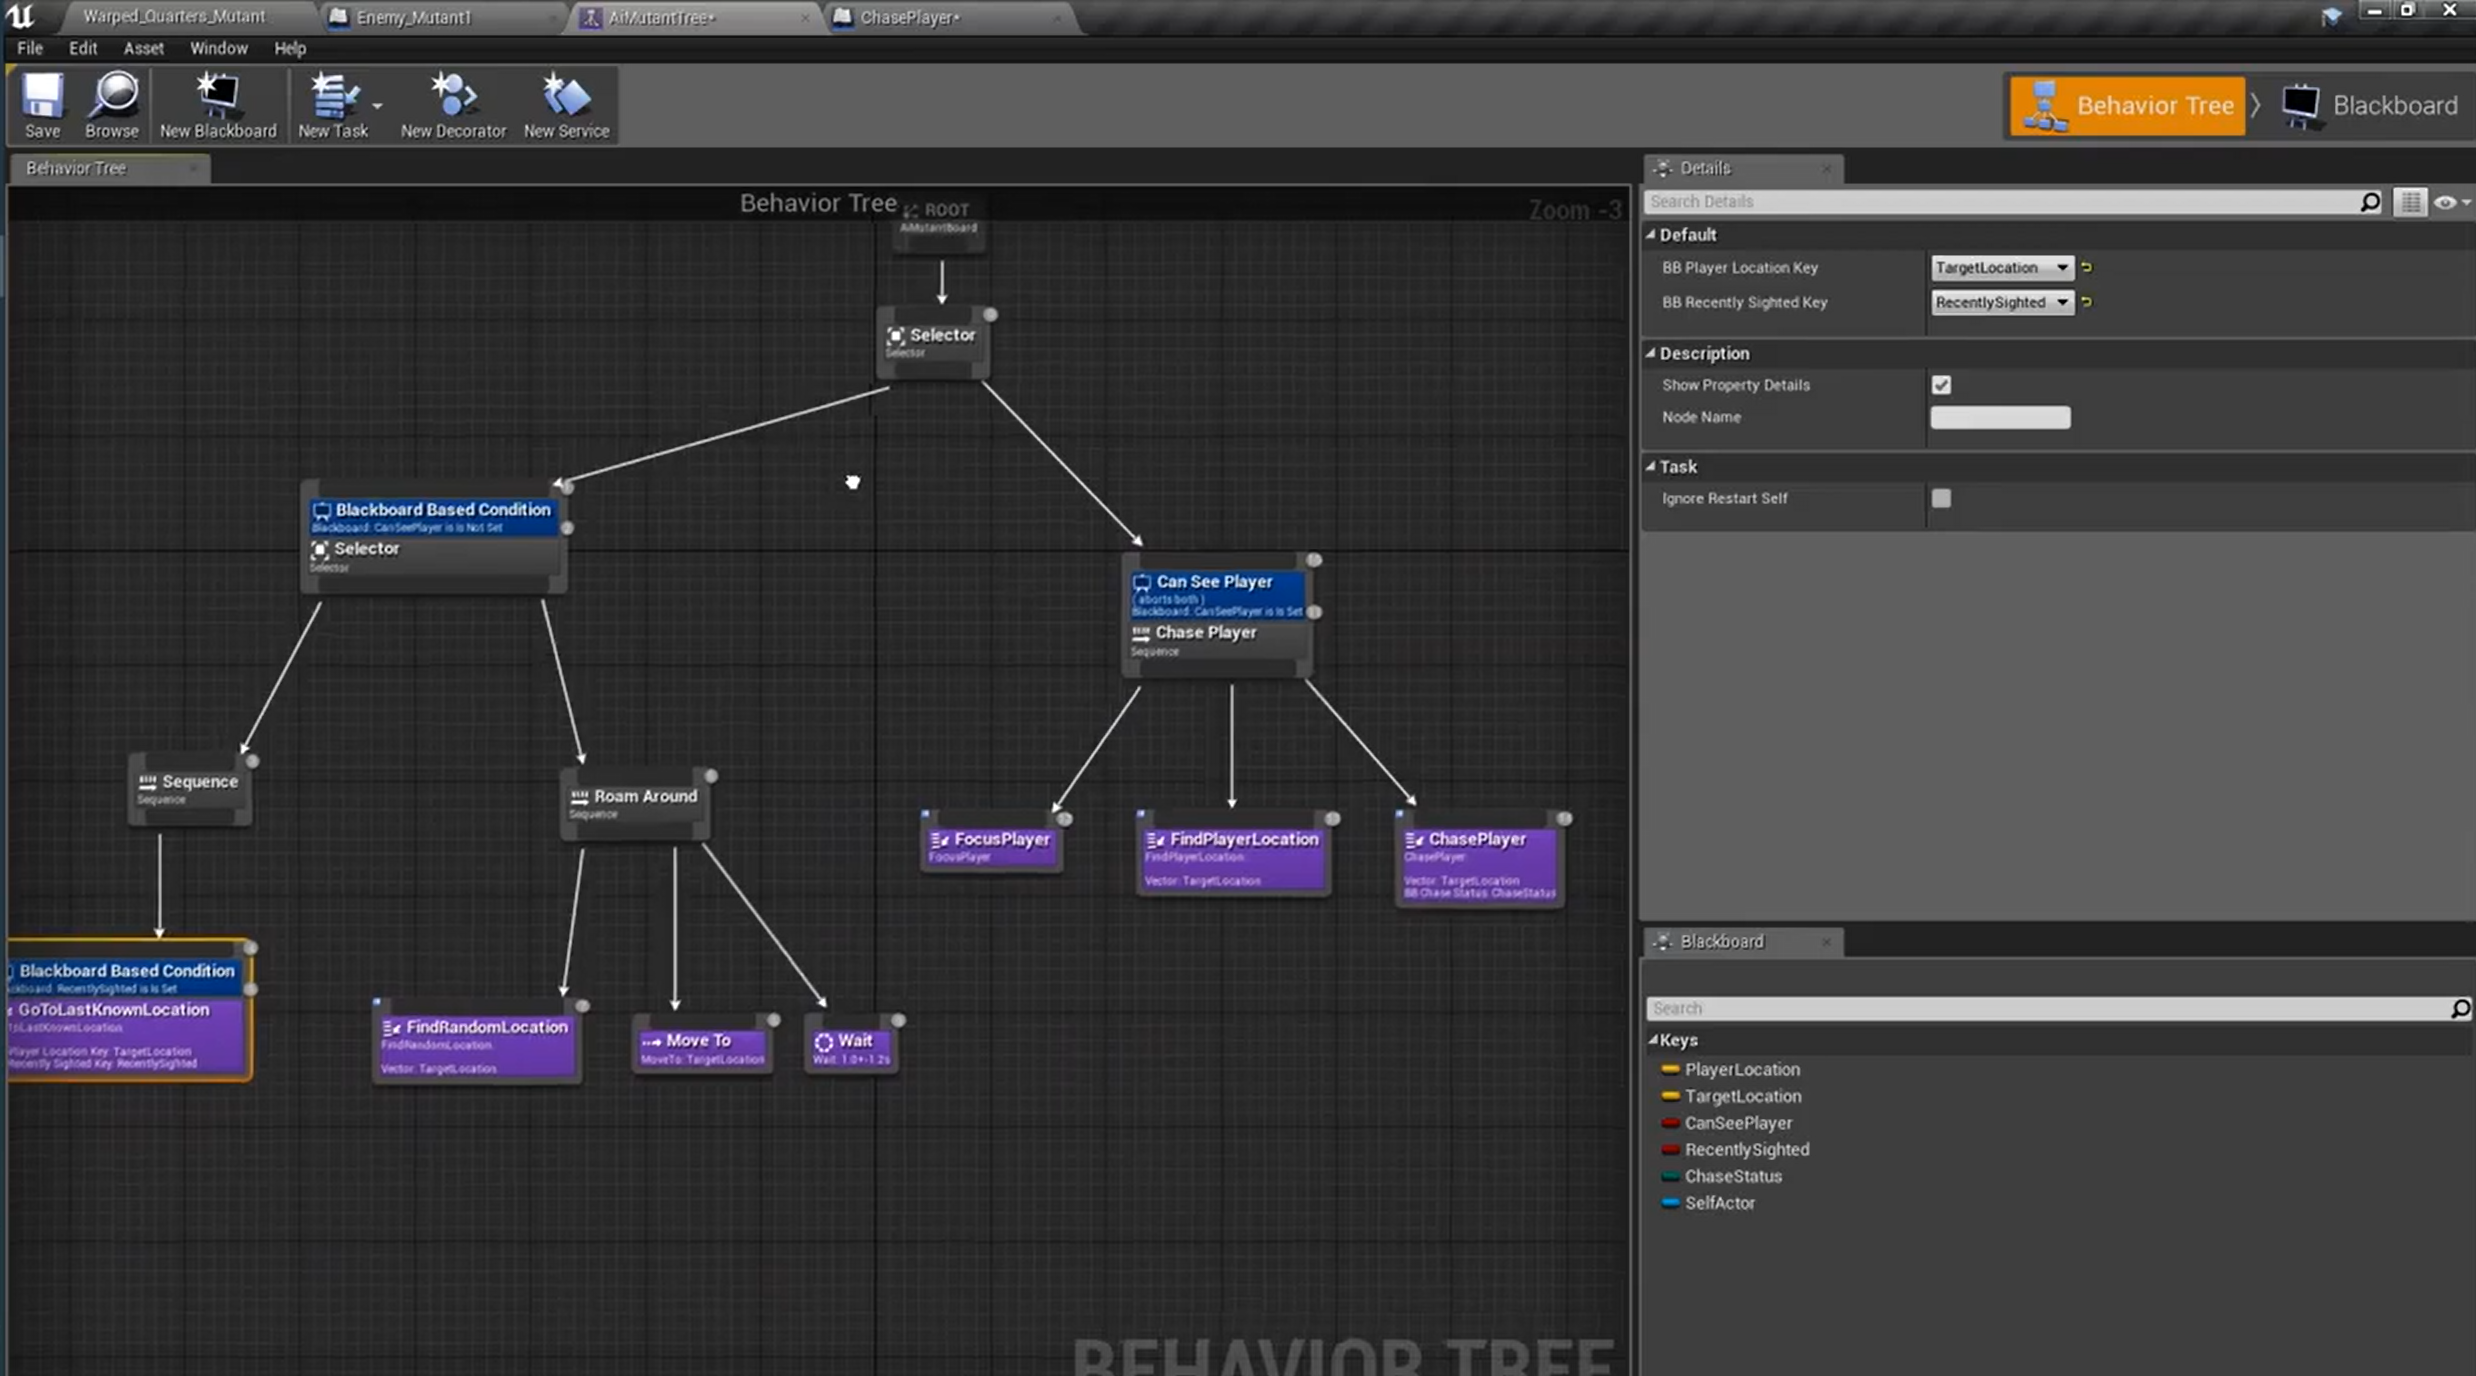 Warped_Quarters_Mutant
Enemy_Mutant1
AiMutantTree*
ChasePlayer*
File Edit Asset Window Help
Save
Browse
New Blackboard
New Task
New Decorator
New Service
Behavior Tree
Blackboard
Behavior Tree
Behavior Tree
Zoom -3
ROOT
AiMutantBoard
Selector
Selector
Blackboard Based Condition
Blackboard: CanSeePlayer is Is Not Set
Selector
Selector
Can See Player
( aborts both )
Blackboard: CanSeePlayer is Is Set
Chase Player
Sequence
Sequence
Sequence
Roam Around
Sequence
FocusPlayer
FocusPlayer
FindPlayerLocation
FindPlayerLocation
Vector: TargetLocation
ChasePlayer
ChasePlayer
Vector: TargetLocation
BB Chase Status: ChaseStatus
Blackboard Based Condition
ckboard: RecentlySighted is Is Set
GoToLastKnownLocation
ToLastKnownLocation
Player Location Key: TargetLocation
Recently Sighted Key: RecentlySighted
FindRandomLocation
FindRandomLocation
Vector: TargetLocation
Move To
MoveTo: TargetLocation
Wait
Wait: 1.0+-1.2s
BEHAVIOR TREE
Details
Search Details
Default
BB Player Location Key TargetLocation
BB Recently Sighted Key RecentlySighted
Description
Show Property Details
Node Name
Task
Ignore Restart Self
Blackboard
Search
Keys
PlayerLocation
TargetLocation
CanSeePlayer
RecentlySighted
ChaseStatus
SelfActor